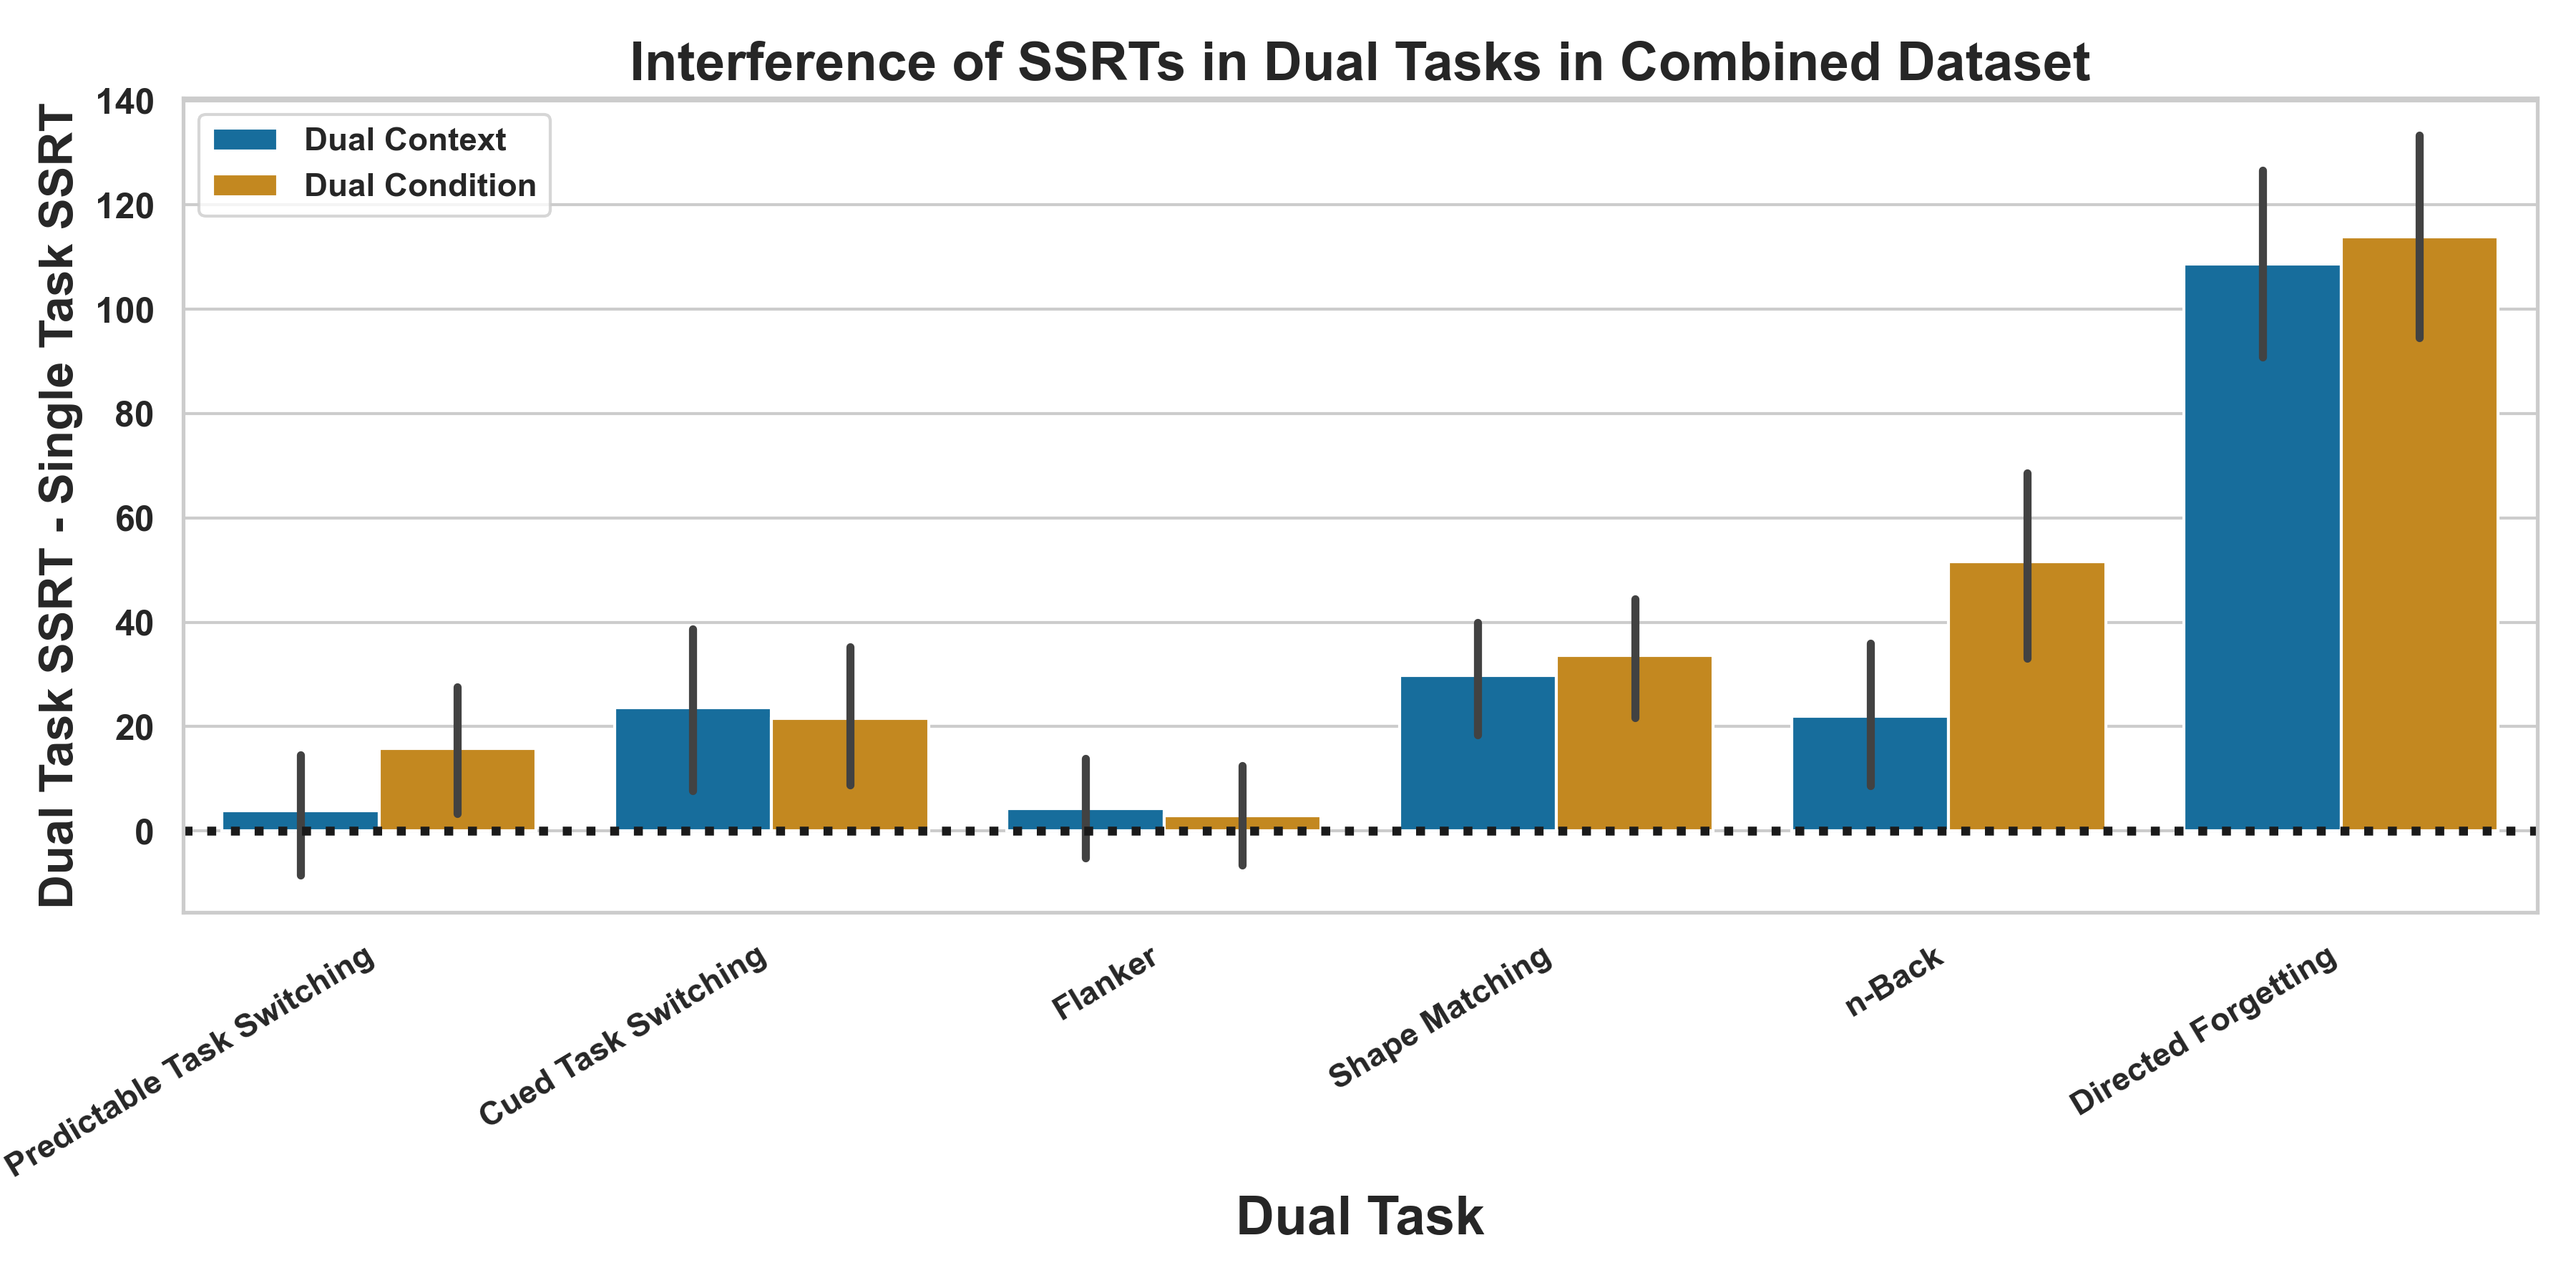 Interference of SSRTs in Dual Tasks in Combined Dataset
Dual Task SSRT - Single Task SSRT
140
120
100
80
60
40
20
0
Dual Context
Dual Condition
Predictable Task Switching
Cued Task Switching
Flanker
Shape Matching
n-Back
Directed Forgetting
Dual Task